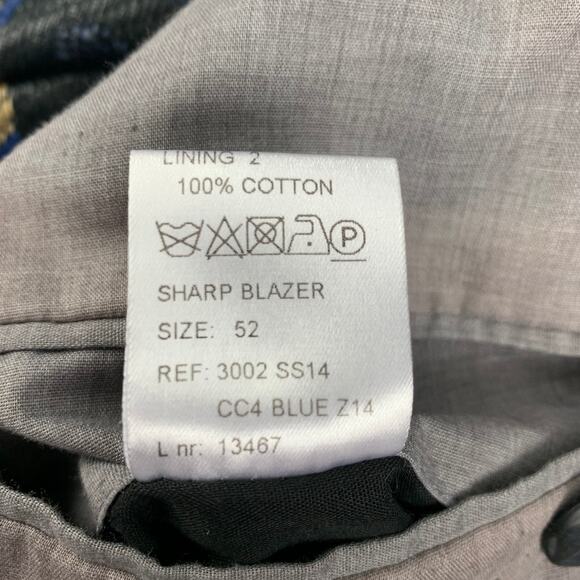 LINING 2
100% COTTON
P
SHARP BLAZER
SIZE: 52
REF: 3002 SS14
CC4 BLUE Z14
L nr: 13467